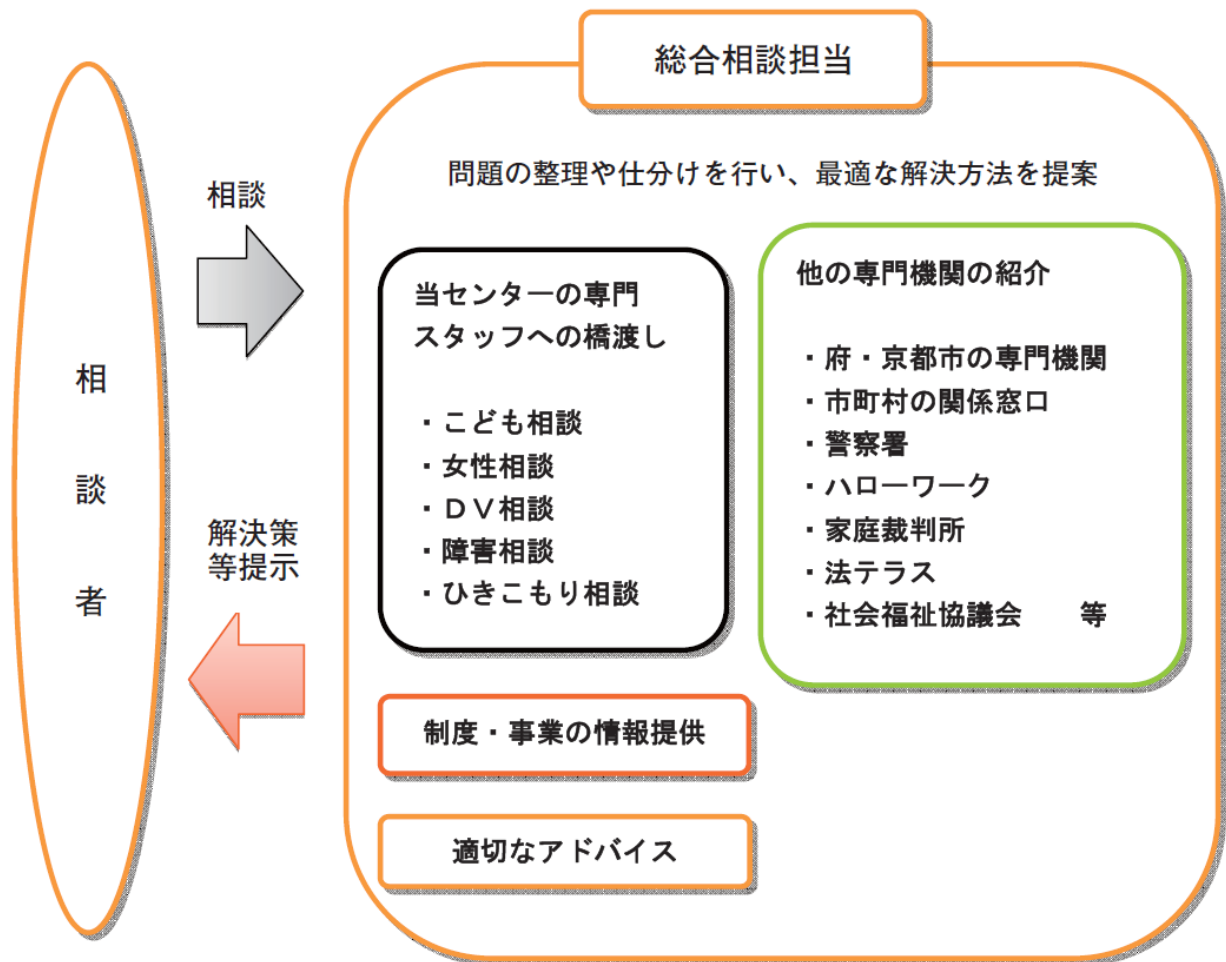 総合相談担当
問題の整理や仕分けを行い、最適な解決方法を提案
相談者
相談
解決策
等提示
当センターの専門
スタッフへの橋渡し
・こども相談
・女性相談
・ＤＶ相談
・障害相談
・ひきこもり相談
他の専門機関の紹介
・府・京都市の専門機関
・市町村の関係窓口
・警察署
・ハローワーク
・家庭裁判所
・法テラス
・社会福祉協議会　　等
制度・事業の情報提供
適切なアドバイス